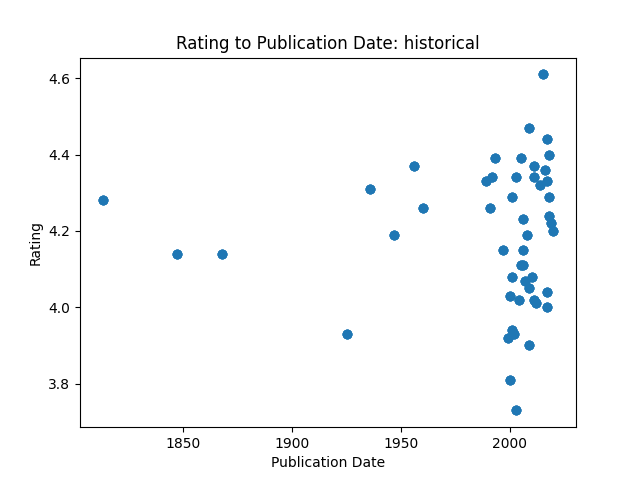 Rating to Publication Date: historical
4.6
4.4
4.2
4.0
3.8
Rating
1850 1900 1950 2000
Publication Date